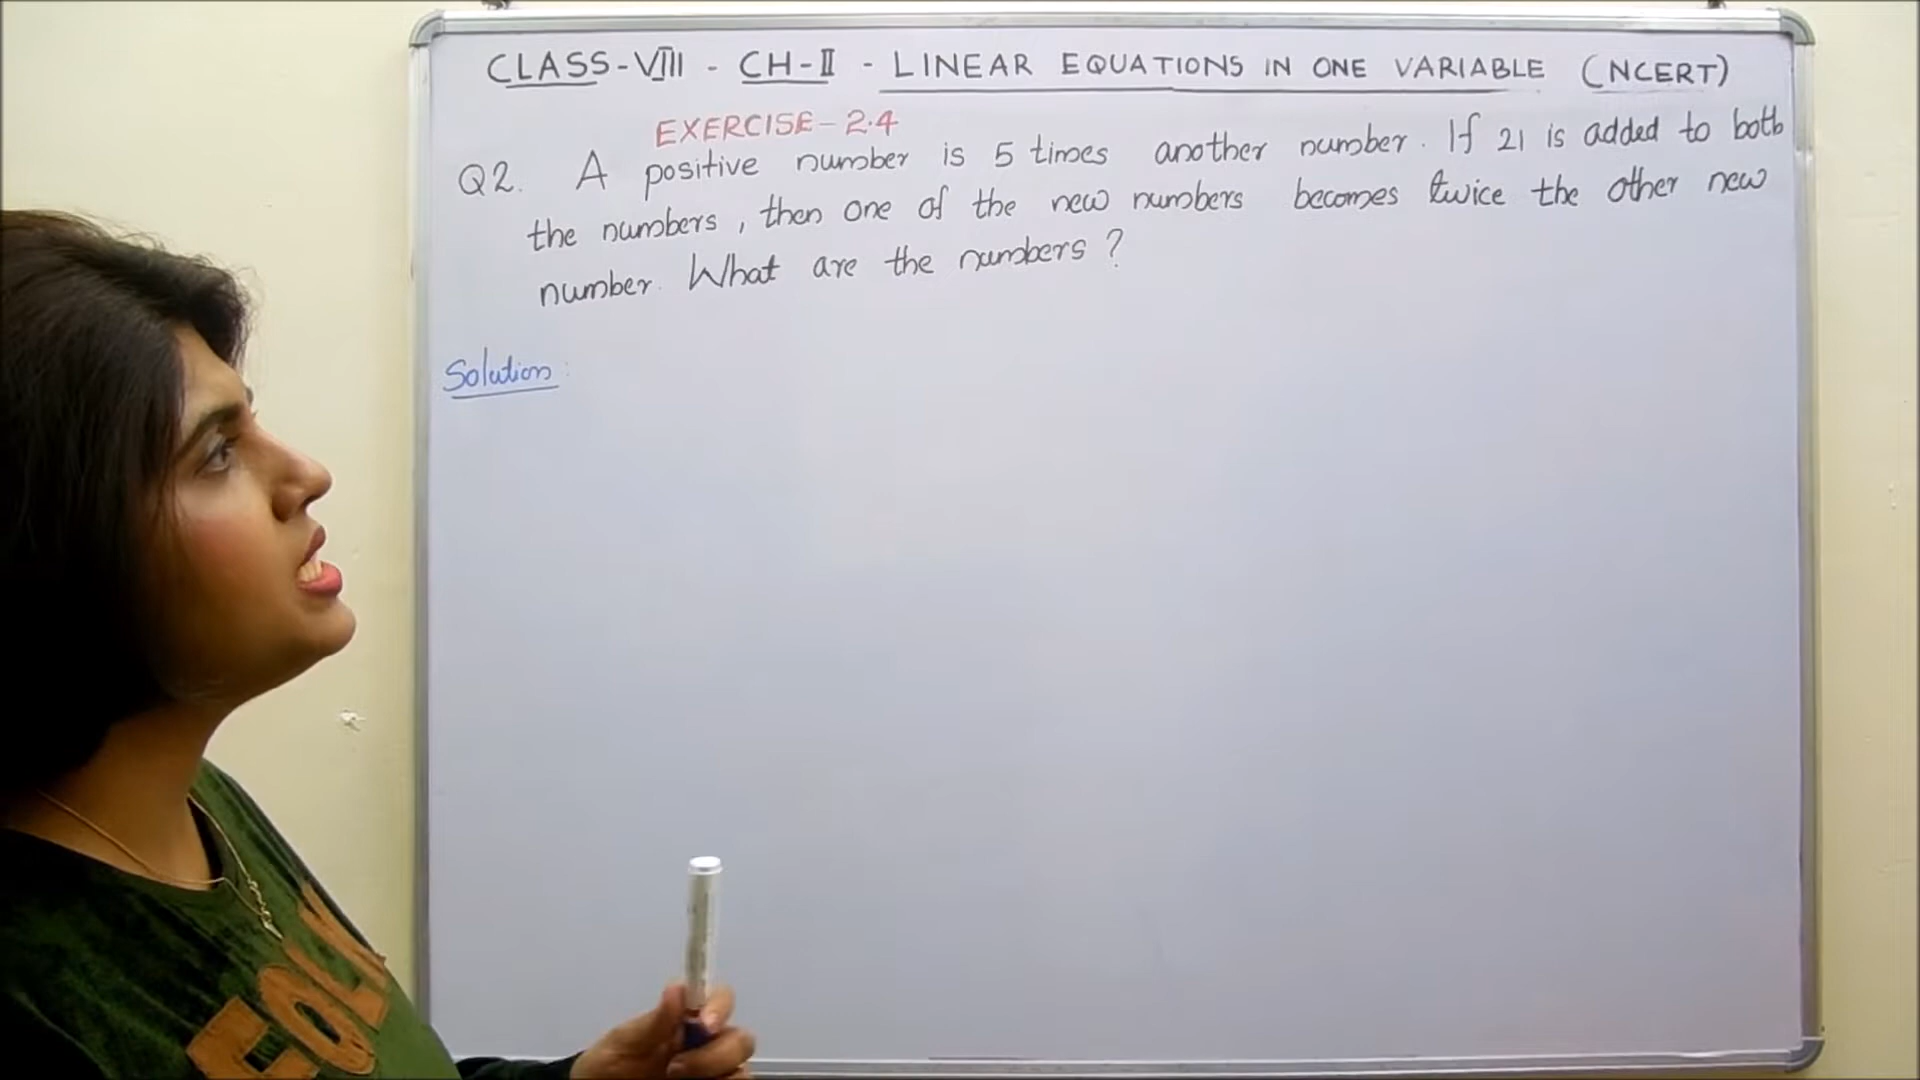 CLASS-VIII - CH-II - LINEAR EQUATIONS IN ONE VARIABLE (NCERT)
EXERCISE-2.4
Q2. A positive number is 5 times another number. If 21 is added to both
the numbers, then one of the new numbers becomes twice the other new
number. What are the numbers?
Solution:
FOLK